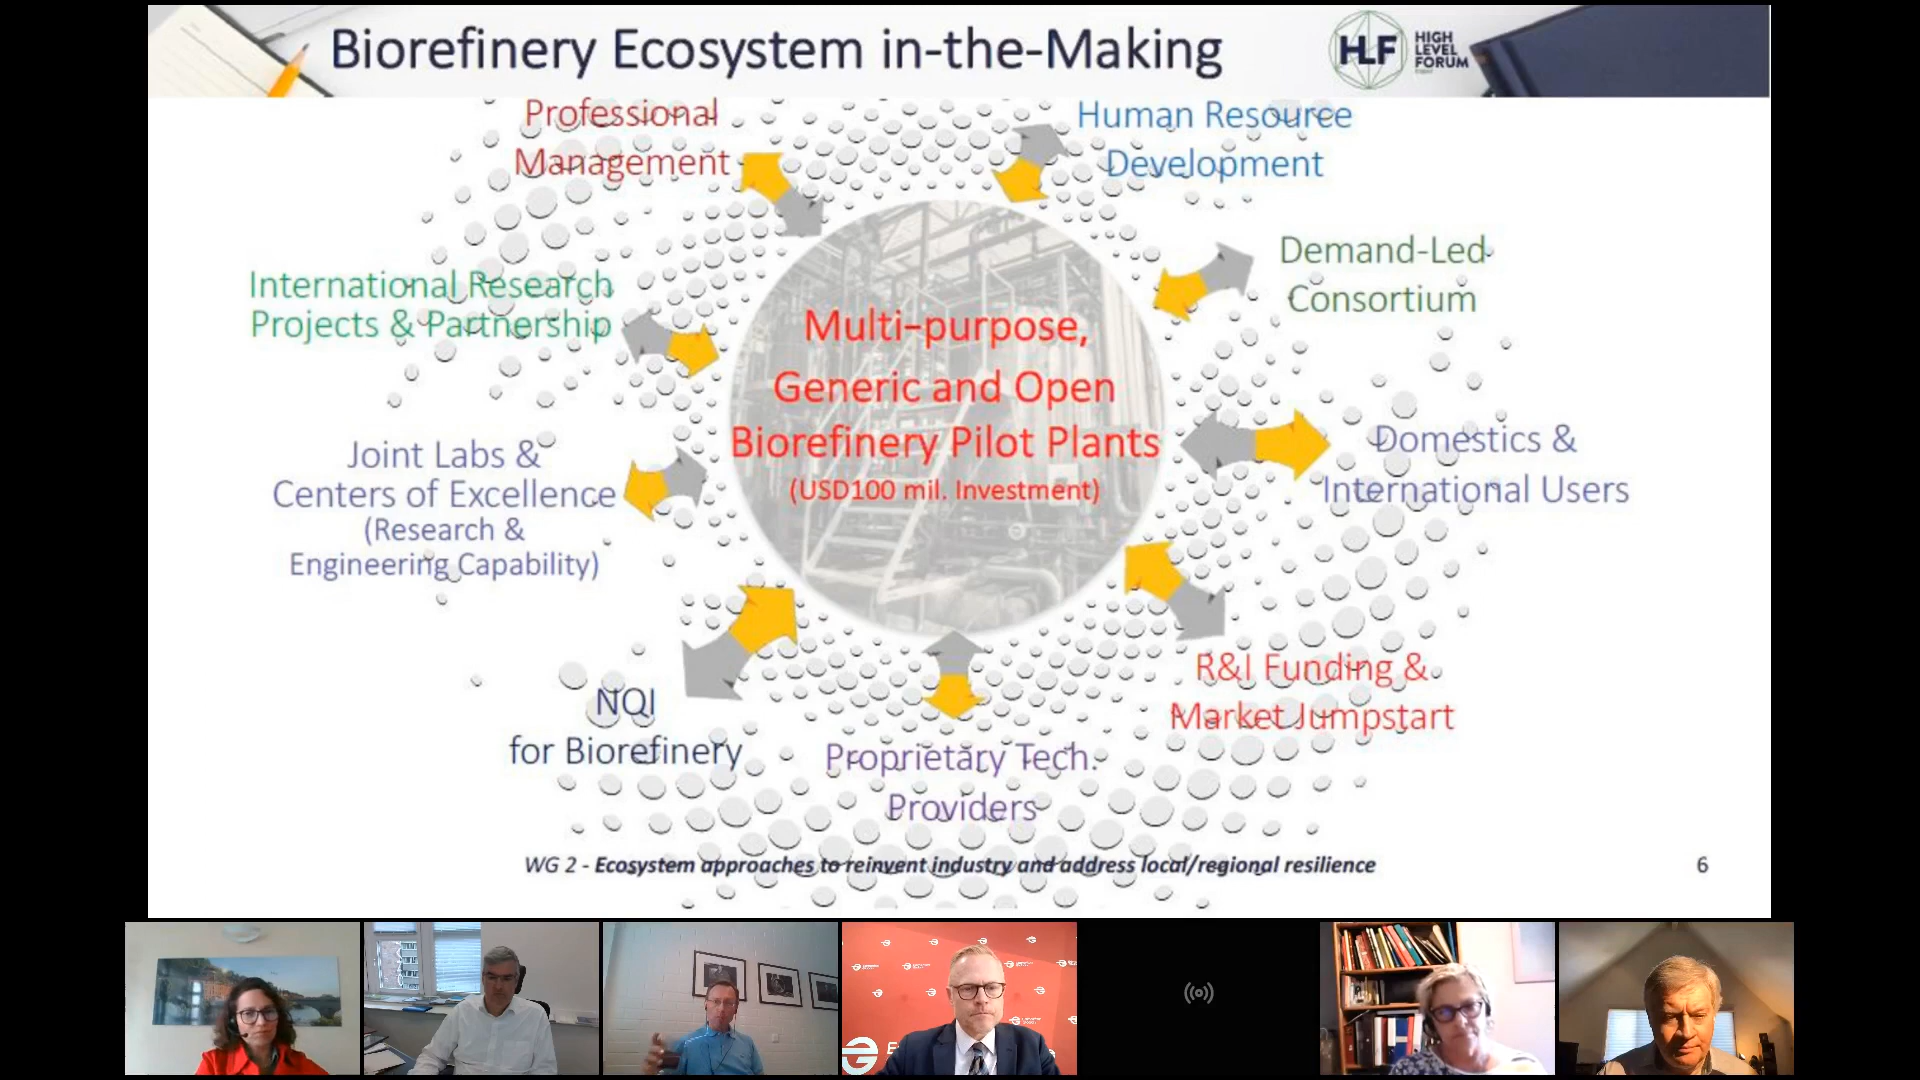 Biorefinery Ecosystem in-the-Making
HLF
HIGH
LEVEL
FORUM
Professional
Management
Human Resource
Development
International Research
Projects & Partnership
Demand-Led
Consortium
Multi-purpose,
Generic and Open
Biorefinery Pilot Plants
(USD100 mil. Investment)
Joint Labs &
Centers of Excellence
(Research &
Engineering Capability)
Domestics &
International Users
NQI
for Biorefinery
R&I Funding &
Market Jumpstart
Proprietary Tech.
Providers
WG 2 - Ecosystem approaches to reinvent industry and address local/regional resilience
6